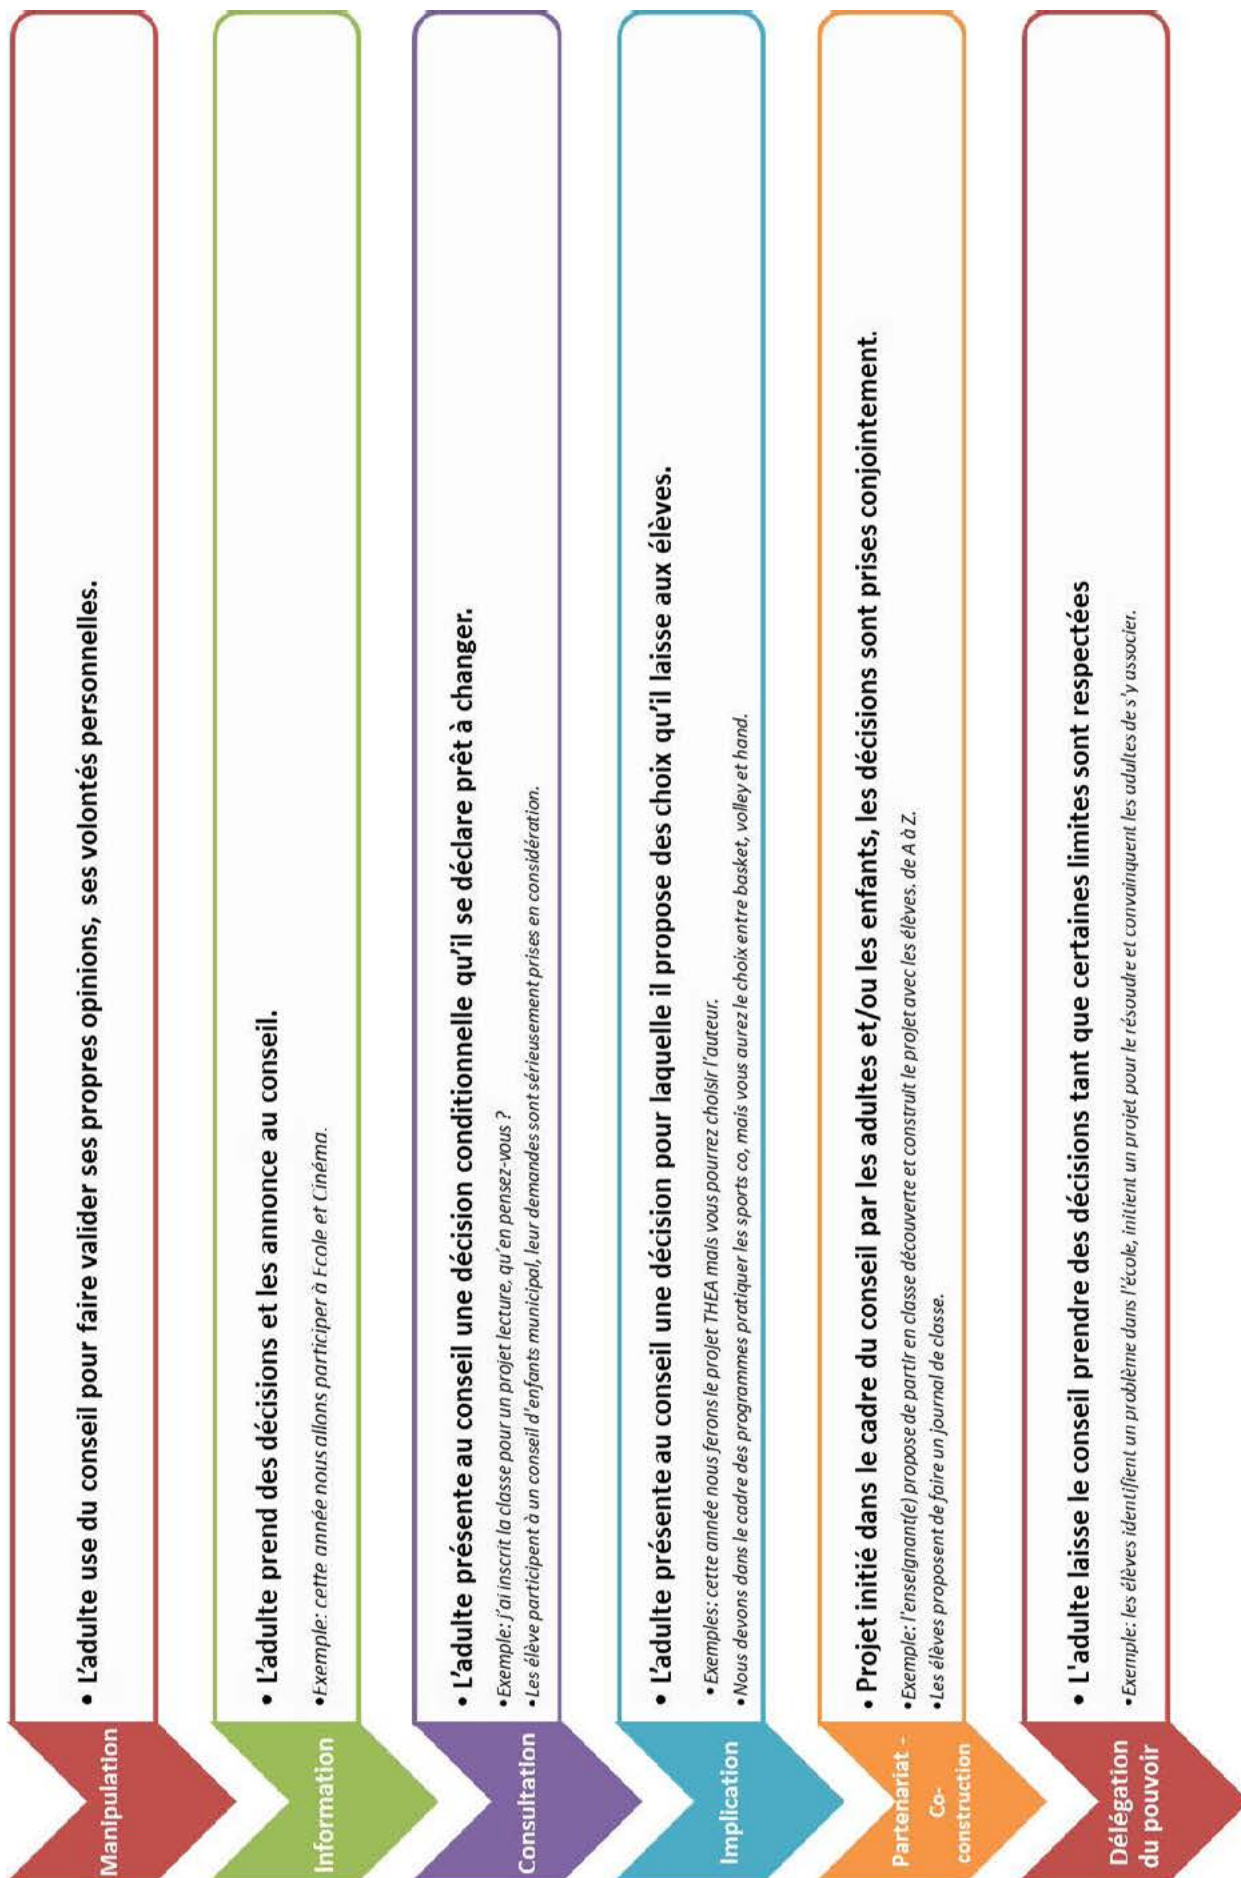 Manipulation
• L'adulte use du conseil pour faire valider ses propres opinions, ses volontés personnelles.
Information
• L'adulte prend des décisions et les annonce au conseil.
•Exemple: cette année nous allons participer à Ecole et Cinéma.
Consultation
• L'adulte présente au conseil une décision conditionnelle qu'il se déclare prêt à changer.
•Exemple: j'ai inscrit la classe pour un projet lecture, qu'en pensez-vous ?
•Les élève participent à un conseil d'enfants municipal, leur demandes sont sérieusement prises en considération.
Implication
• L'adulte présente au conseil une décision pour laquelle il propose des choix qu'il laisse aux élèves.
• Exemples: cette année nous ferons le projet THEA mais vous pourrez choisir l'auteur.
•Nous devons dans le cadre des programmes pratiquer les sports co, mais vous aurez le choix entre basket, volley et hand.
Partenariat -
Co-
construction
• Projet initié dans le cadre du conseil par les adultes et/ou les enfants, les décisions sont prises conjointement.
•Exemple: l'enseignant(e) propose de partir en classe découverte et construit le projet avec les élèves, de A à Z.
•Les élèves proposent de faire un journal de classe.
Délégation
du pouvoir
• L'adulte laisse le conseil prendre des décisions tant que certaines limites sont respectées
•Exemple: les élèves identifient un problème dans l'école, initient un projet pour le résoudre et convainquent les adultes de s'y associer.